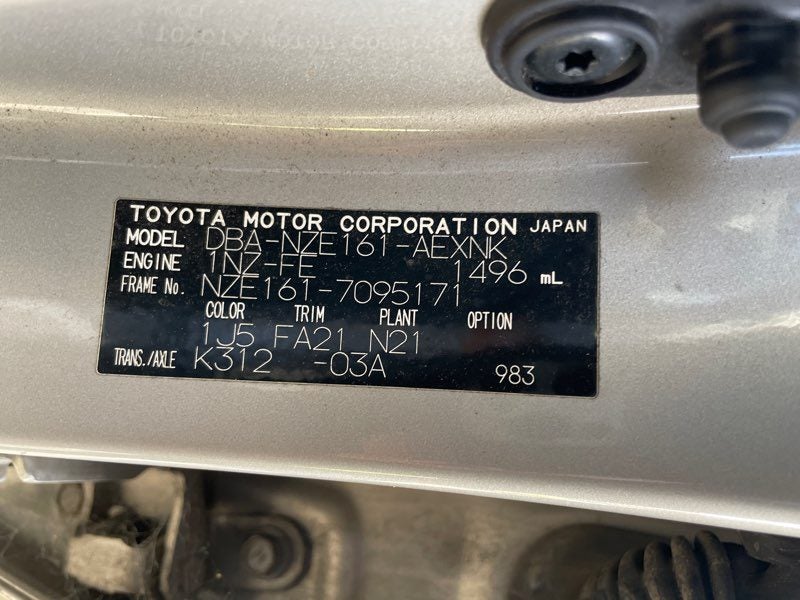 TOYOTA MOTOR CORPORATION JAPAN
MODEL DBA-NZE161-AEXNK
ENGINE 1NZ-FE 1496 mL
FRAME No. NZE161-7095171
COLOR TRIM PLANT OPTION
1J5 FA21 N21
TRANS./AXLE K312 -03A 983